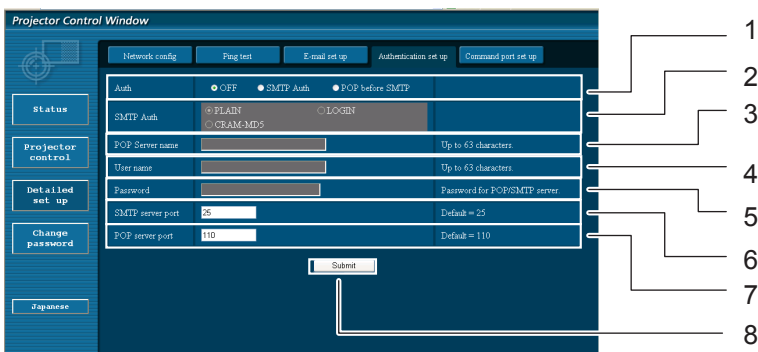 Projector Control Window
Network config Ping test E-mail set up Authentication set up Command port set up
1
Auth OFF SMTP Auth POP before SMTP
2
SMTP Auth PLAIN LOGIN
CRAM-MD5
3
POP Server name Up to 63 characters.
4
User name Up to 63 characters.
5
Password Password for POP/SMTP server.
6
SMTP server port 25 Default = 25
7
POP server port 110 Default = 110
8
Submit
Status
Projector
control
Detailed
set up
Change
password
Japanese